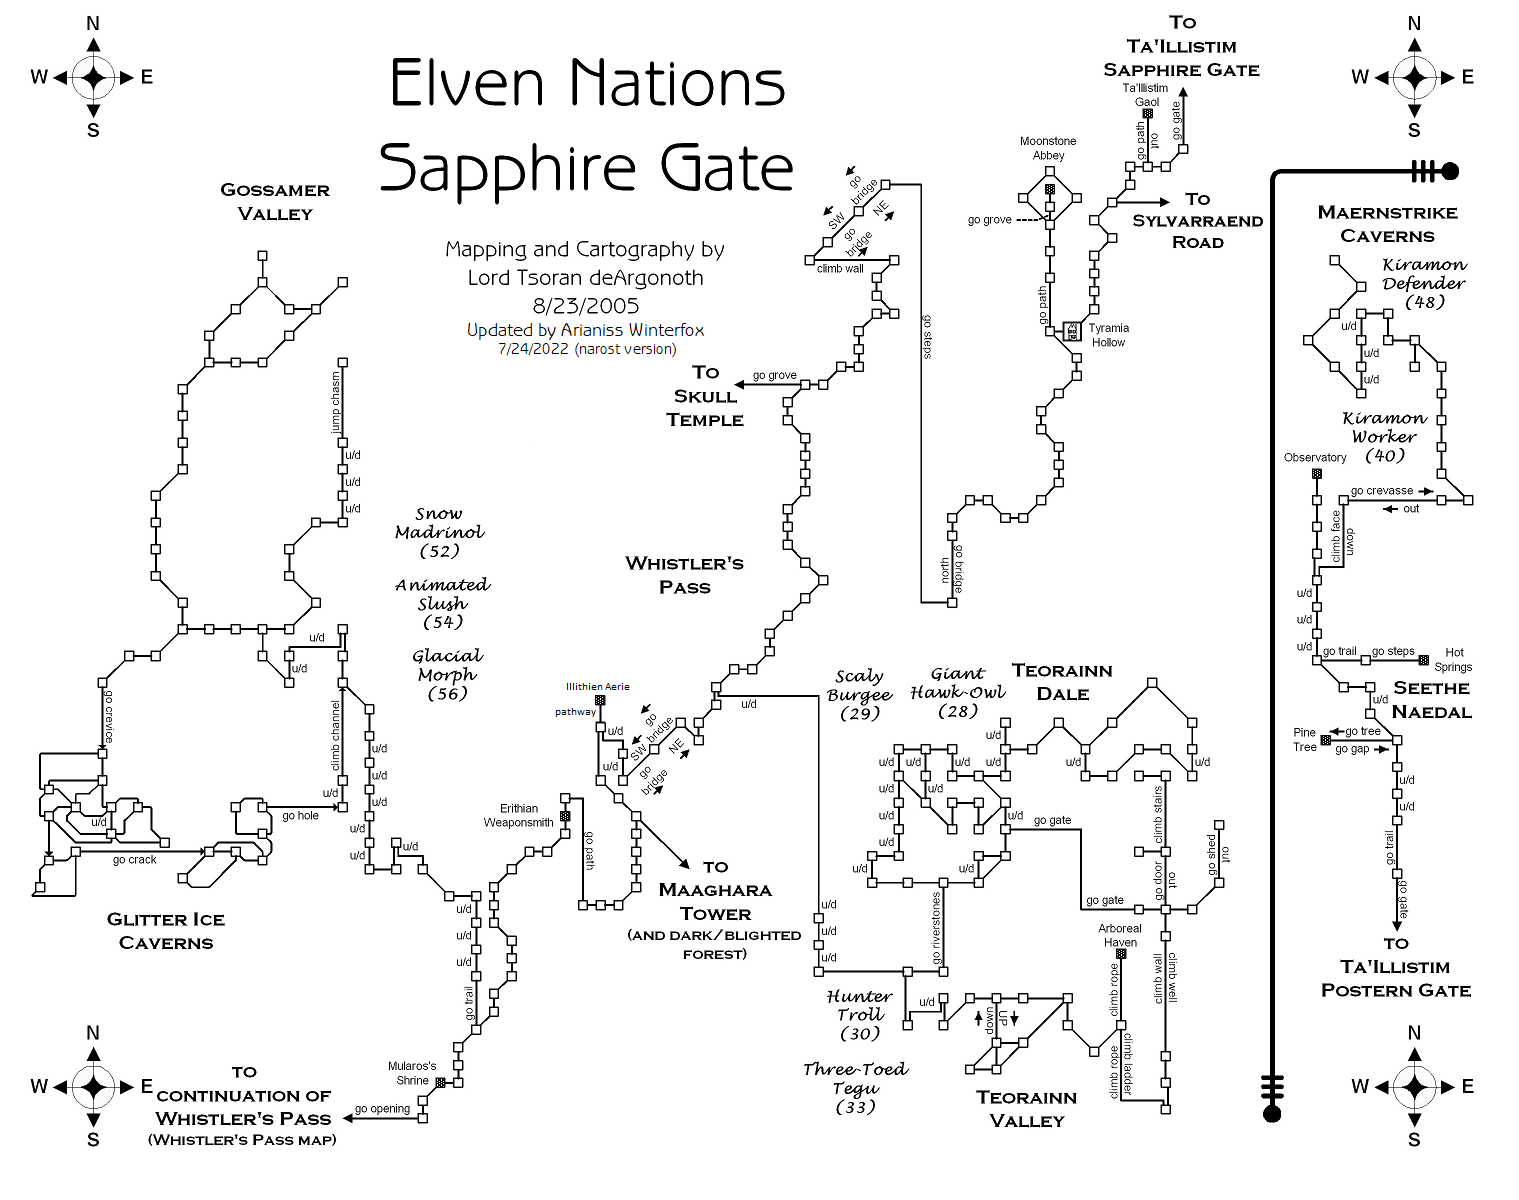 N
W
E
S
Elven Nations
Sapphire Gate
Mapping and Cartography by
Lord Tsoran deArgonoth
8/23/2005
Updated by Arianiss Winterfox
7/24/2022 (narost version)
To
Ta'Illistim
Sapphire Gate
Ta'Illistim
Gaol
go path
out
go gate
N
W
E
S
Moonstone
Abbey
go grove
go path
Tyramia
Hollow
To
Sylvarraend
Road
Gossamer
Valley
jump chasm
u/d
u/d
u/d
Snow
Madrinol
(52)
Animated
Slush
(54)
Glacial
Morph
(56)
u/d
u/d
go crevice
climb channel
u/d
u/d
go hole
go crack
Glitter Ice
Caverns
u/d
u/d
u/d
u/d
u/d
u/d
u/d
u/d
u/d
go trail
Mularos's
Shrine
go opening
To
continuation of
Whistler's Pass
(Whistler's Pass map)
N
W
E
S
Erithian
Weaponsmith
go path
Illithien Aerie
pathway
u/d
u/d
SW
go
bridge
go
bridge
NE
To
Maaghara
Tower
(and dark/blighted
forest)
Whistler's
Pass
To
Skull
Temple
go grove
go
bridge
SW
NE
go
bridge
climb wall
go steps
north
go bridge
u/d
u/d
u/d
u/d
Scaly
Burgee
(29)
Giant
Hawk-Owl
(28)
Teorainn
Dale
u/d
u/d
u/d
u/d
u/d
u/d
u/d
u/d
u/d
u/d
u/d
u/d
go gate
go gate
go riverstones
climb stairs
go door
out
go shed
out
climb wall
climb well
Arboreal
Haven
climb rope
climb rope
climb ladder
Hunter
Troll
(30)
u/d
down
UP
Three-Toed
Tegu
(33)
Teorainn
Valley
Maernstrike
Caverns
Kiramon
Defender
(48)
u/d
u/d
u/d
Kiramon
Worker
(40)
Observatory
go crevasse
out
climb face
down
u/d
u/d
u/d
go trail
go steps
Hot
Springs
u/d
Seethe
Naedal
Pine
Tree
go tree
go gap
u/d
u/d
go trail
go gate
To
Ta'Illistim
Postern Gate
N
W
E
S